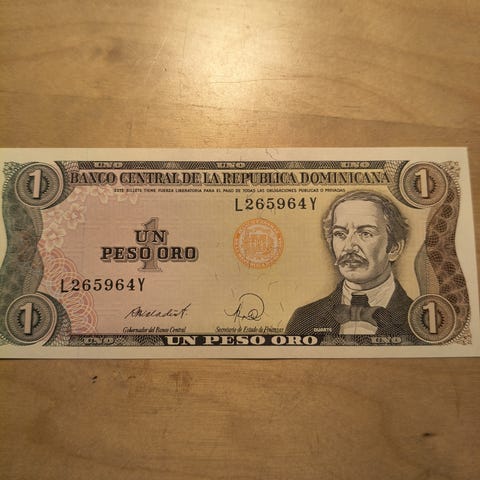 1 UNO UNO UNO 1
BANCO CENTRAL DE LA REPUBLICA DOMINICANA
ESTE BILLETE TIENE FUERZA LIBERATORIA PARA EL PAGO DE TODAS LAS OBLIGACIONES PUBLICAS O PRIVADAS
L265964Y
1
UN
PESO ORO
L265964Y
Gobernador del Banco Central
Secretario de Estado de Finanzas
DUARTE
1 UNO UN PESO ORO UNO 1